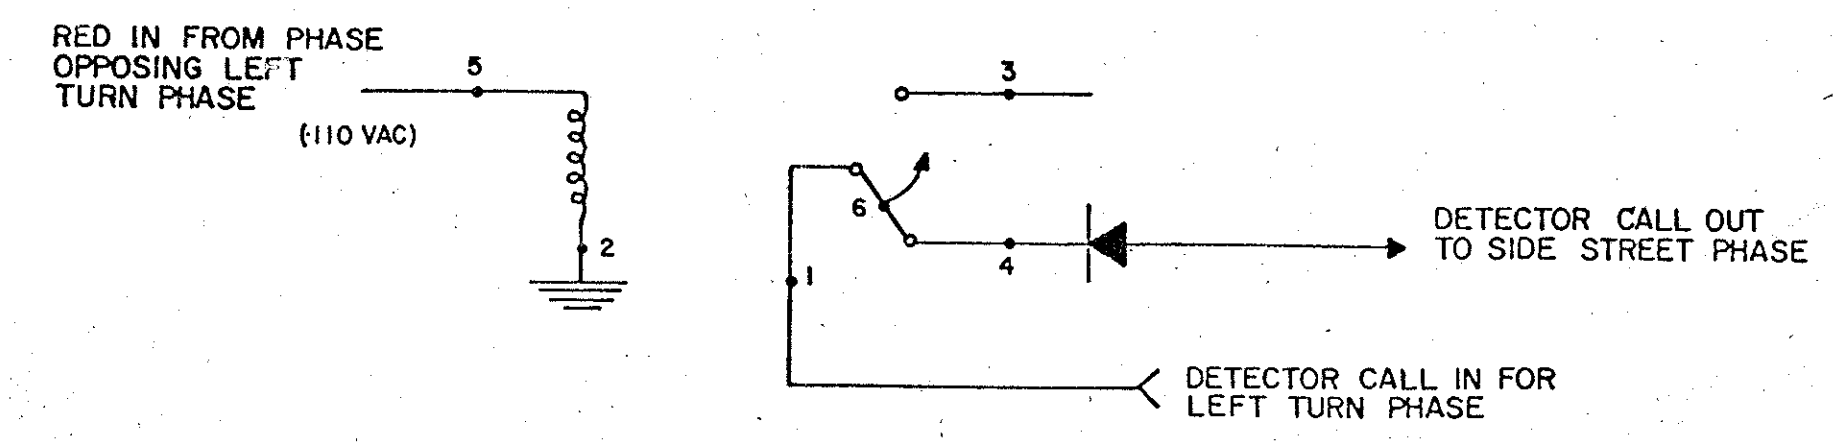 RED IN FROM PHASE
OPPOSING LEFT
TURN PHASE
(110 VAC)
5
2
3
6
4
1
DETECTOR CALL OUT
TO SIDE STREET PHASE
DETECTOR CALL IN FOR
LEFT TURN PHASE